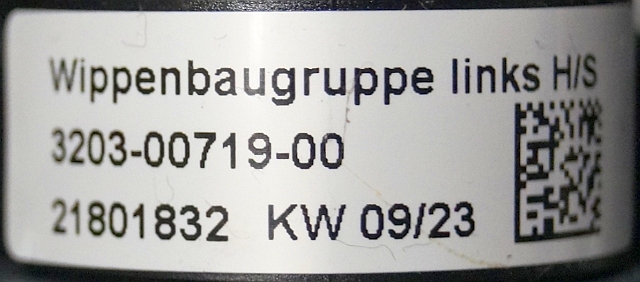 Wippenbaugruppe links H/S
3203-00719-00
21801832 KW 09/23